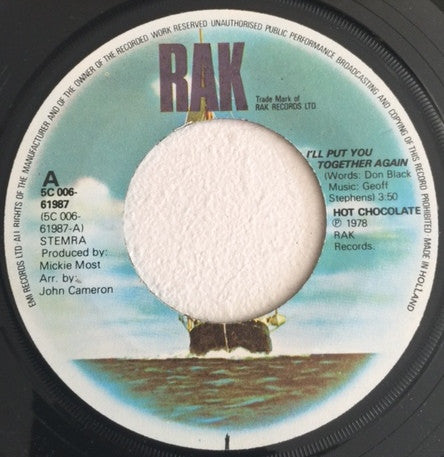 EMI RECORDS LTD All RIGHTS OF THE MANUFACTURER AND OF THE OWNER OF THE RECORDED WORK RESERVED UNAUTHORISED PUBLIC PERFORMANCE BROADCASTING AND COPYING OF THIS RECORD PROHIBITED MADE IN HOLLAND
RAK
Trade Mark of
RAK RECORDS LTD
I'LL PUT YOU
TOGETHER AGAIN
(Words: Don Black
Music: Geoff
Stephens) 3:50
HOT CHOCOLATE
℗ 1978
RAK
Records.
A
5C 006-
61987
(5C 006-
61987-A)
STEMRA
Produced by:
Mickie Most
Arr. by:
John Cameron